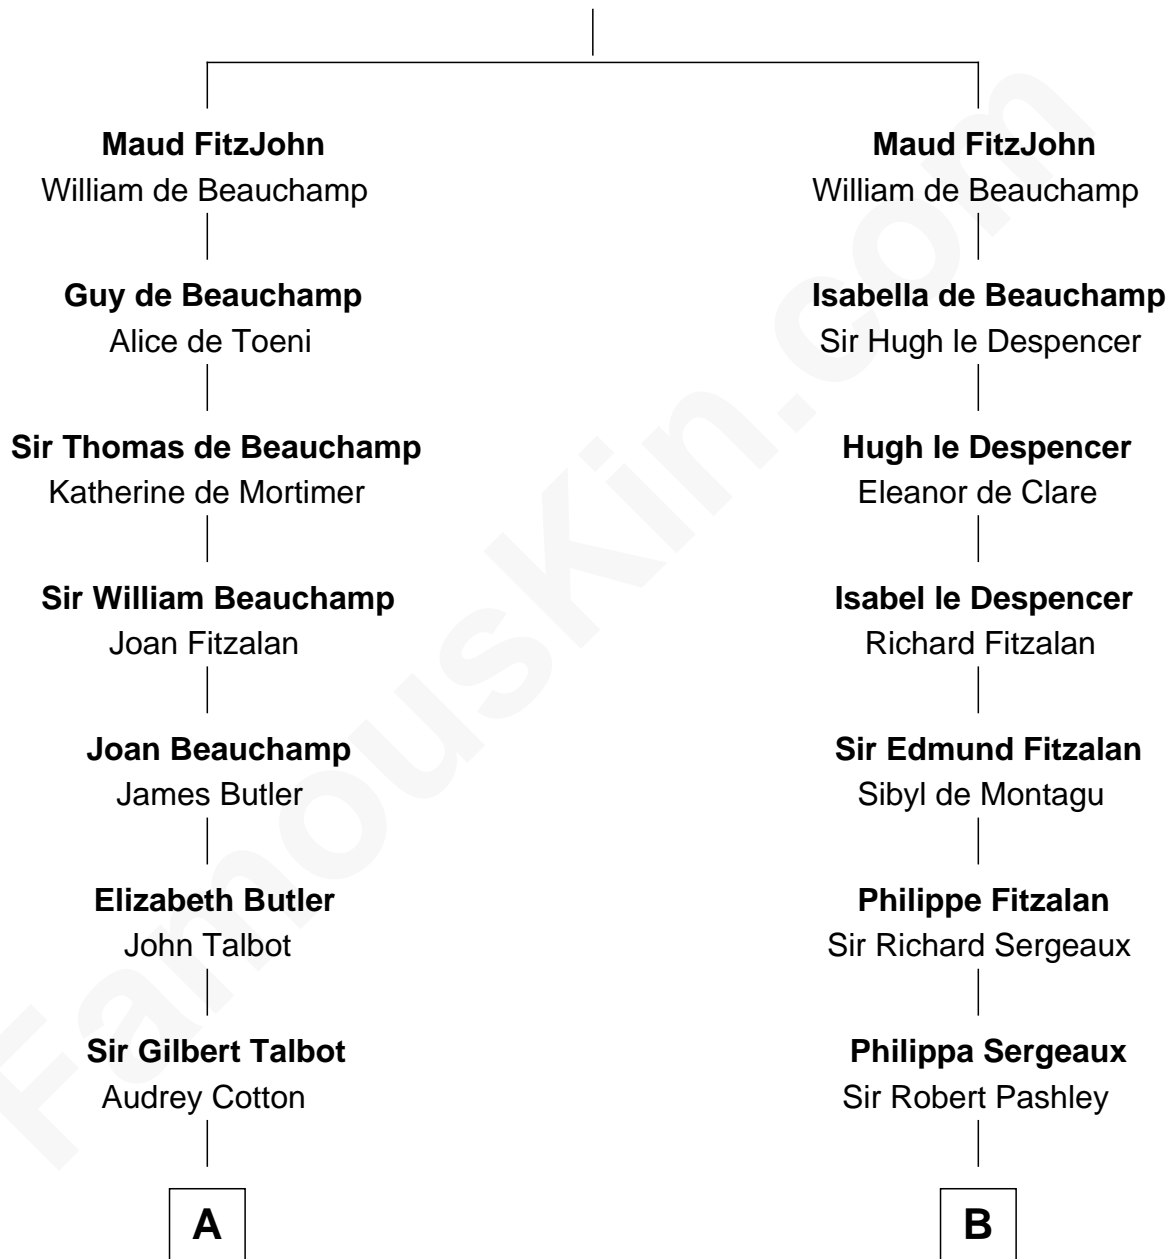 Maud FitzJohn
William de Beauchamp
Guy de Beauchamp
Alice de Toeni
Sir Thomas de Beauchamp
Katherine de Mortimer
Sir William Beauchamp
Joan Fitzalan
Joan Beauchamp
James Butler
Elizabeth Butler
John Talbot
Sir Gilbert Talbot
Audrey Cotton
A
Maud FitzJohn
William de Beauchamp
Isabella de Beauchamp
Sir Hugh le Despencer
Hugh le Despencer
Eleanor de Clare
Isabel le Despencer
Richard Fitzalan
Sir Edmund Fitzalan
Sibyl de Montagu
Philippe Fitzalan
Sir Richard Sergeaux
Philippa Sergeaux
Sir Robert Pashley
B
FamousKin.com